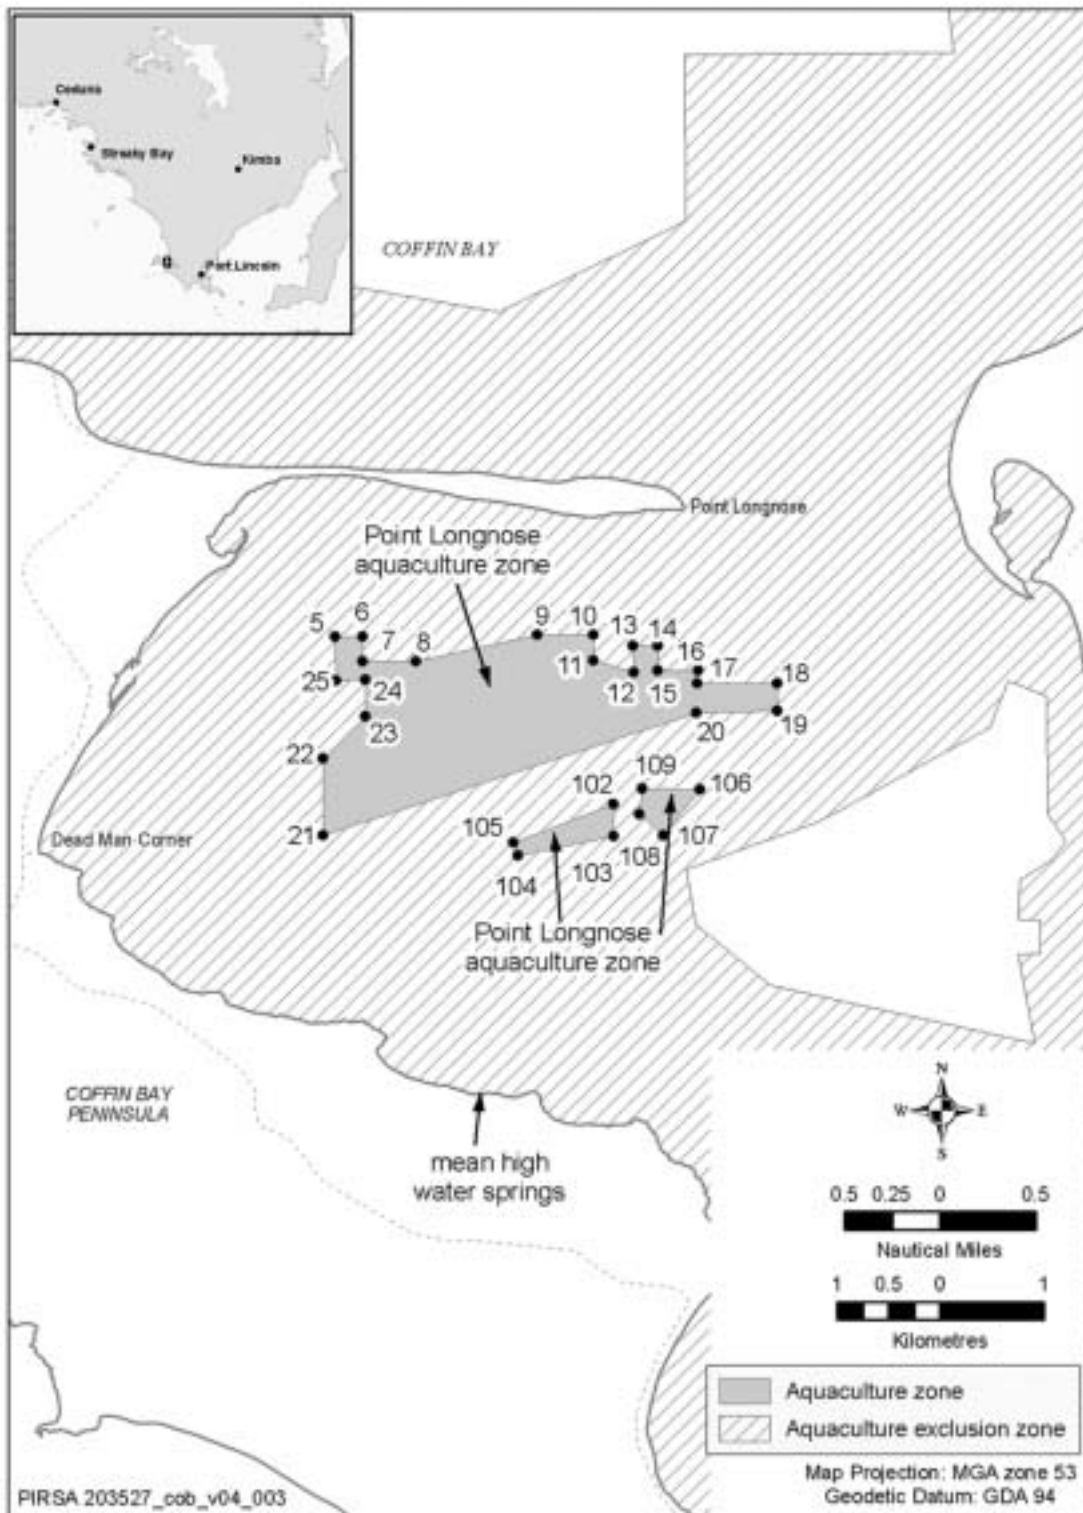 Ceduna
Streaky Bay
Kimba
Port Lincoln
COFFIN BAY
Point Longnose
Point Longnose
aquaculture zone
5
6
7
8
9
10
11
12
13
14
15
16
17
18
19
20
21
22
23
24
25
102
103
104
105
106
107
108
109
Dead Man Corner
Point Longnose
aquaculture zone
COFFIN BAY
PENINSULA
mean high
water springs
N
W
E
S
0.5 0.25 0 0.5
Nautical Miles
1 0.5 0 1
Kilometres
Aquaculture zone
Aquaculture exclusion zone
PIRSA 203527_cob_v04_003
Map Projection: MGA zone 53
Geodetic Datum: GDA 94